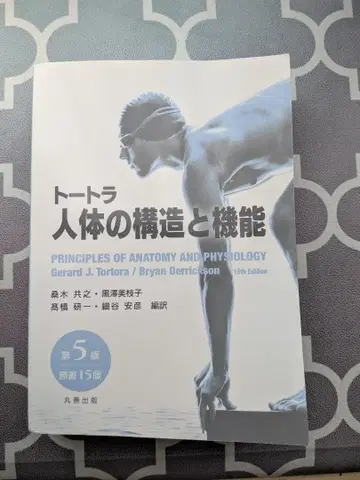 トートラ
人体の構造と機能
PRINCIPLES OF ANATOMY AND PHYSIOLOGY
Gerard J. Tortora / Bryan Derrickson 15th Edition
桑木 共之・黒澤美枝子
高橋 研一・細谷 安彦 編訳
第5版
原書15版
丸善出版